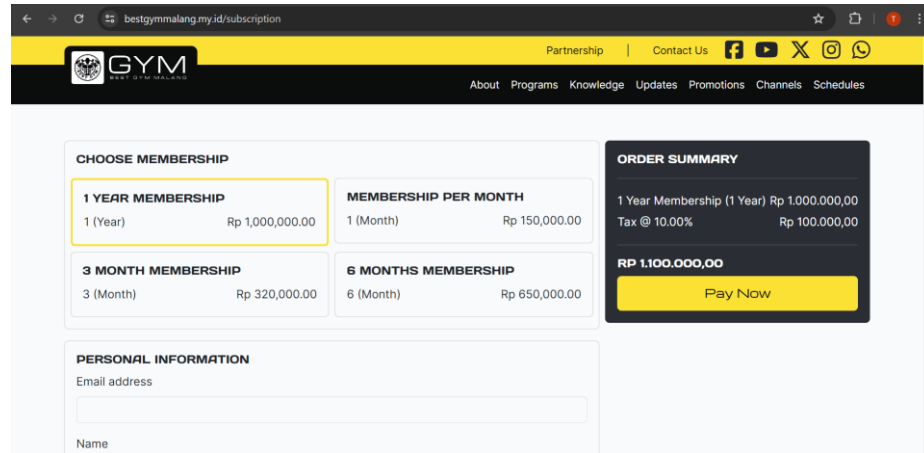 bestgymmalang.my.id/subscription
T
Partnership | Contact Us
GYM
BEST GYM MALANG
About Programs Knowledge Updates Promotions Channels Schedules
CHOOSE MEMBERSHIP
1 YEAR MEMBERSHIP
1 (Year) Rp 1,000,000.00
MEMBERSHIP PER MONTH
1 (Month) Rp 150,000.00
3 MONTH MEMBERSHIP
3 (Month) Rp 320,000.00
6 MONTHS MEMBERSHIP
6 (Month) Rp 650,000.00
ORDER SUMMARY
1 Year Membership (1 Year) Rp 1.000.000,00
Tax @ 10.00% Rp 100.000,00
RP 1.100.000,00
Pay Now
PERSONAL INFORMATION
Email address
Name